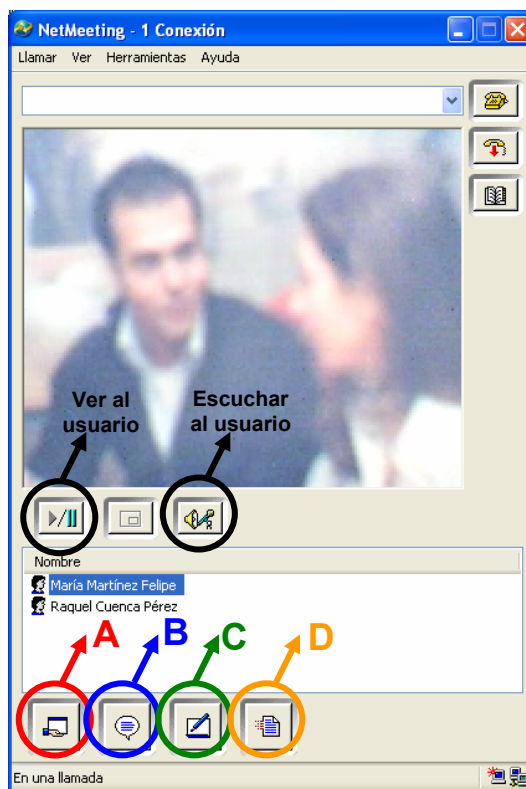 NetMeeting - 1 Conexión
Llamar Ver Herramientas Ayuda
Ver al
usuario
Escuchar
al usuario
Nombre
María Martínez Felipe
Raquel Cuenca Pérez
A B C D
En una llamada